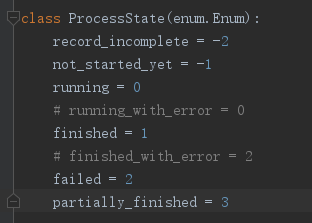 class ProcessState(enum.Enum):
    record_incomplete = -2
    not_started_yet = -1
    running = 0
    # running_with_error = 0
    finished = 1
    # finished_with_error = 2
    failed = 2
    partially_finished = 3